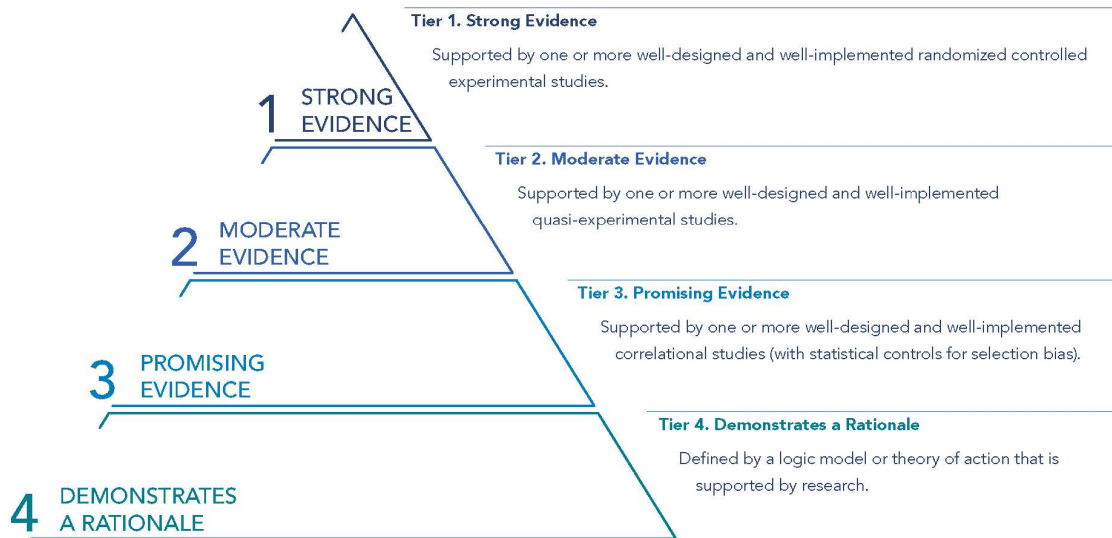 Tier 1. Strong Evidence
Supported by one or more well-designed and well-implemented randomized controlled
experimental studies.
1
STRONG
EVIDENCE
Tier 2. Moderate Evidence
Supported by one or more well-designed and well-implemented
quasi-experimental studies.
2
MODERATE
EVIDENCE
Tier 3. Promising Evidence
Supported by one or more well-designed and well-implemented
correlational studies (with statistical controls for selection bias).
3
PROMISING
EVIDENCE
Tier 4. Demonstrates a Rationale
Defined by a logic model or theory of action that is
supported by research.
4
DEMONSTRATES
A RATIONALE